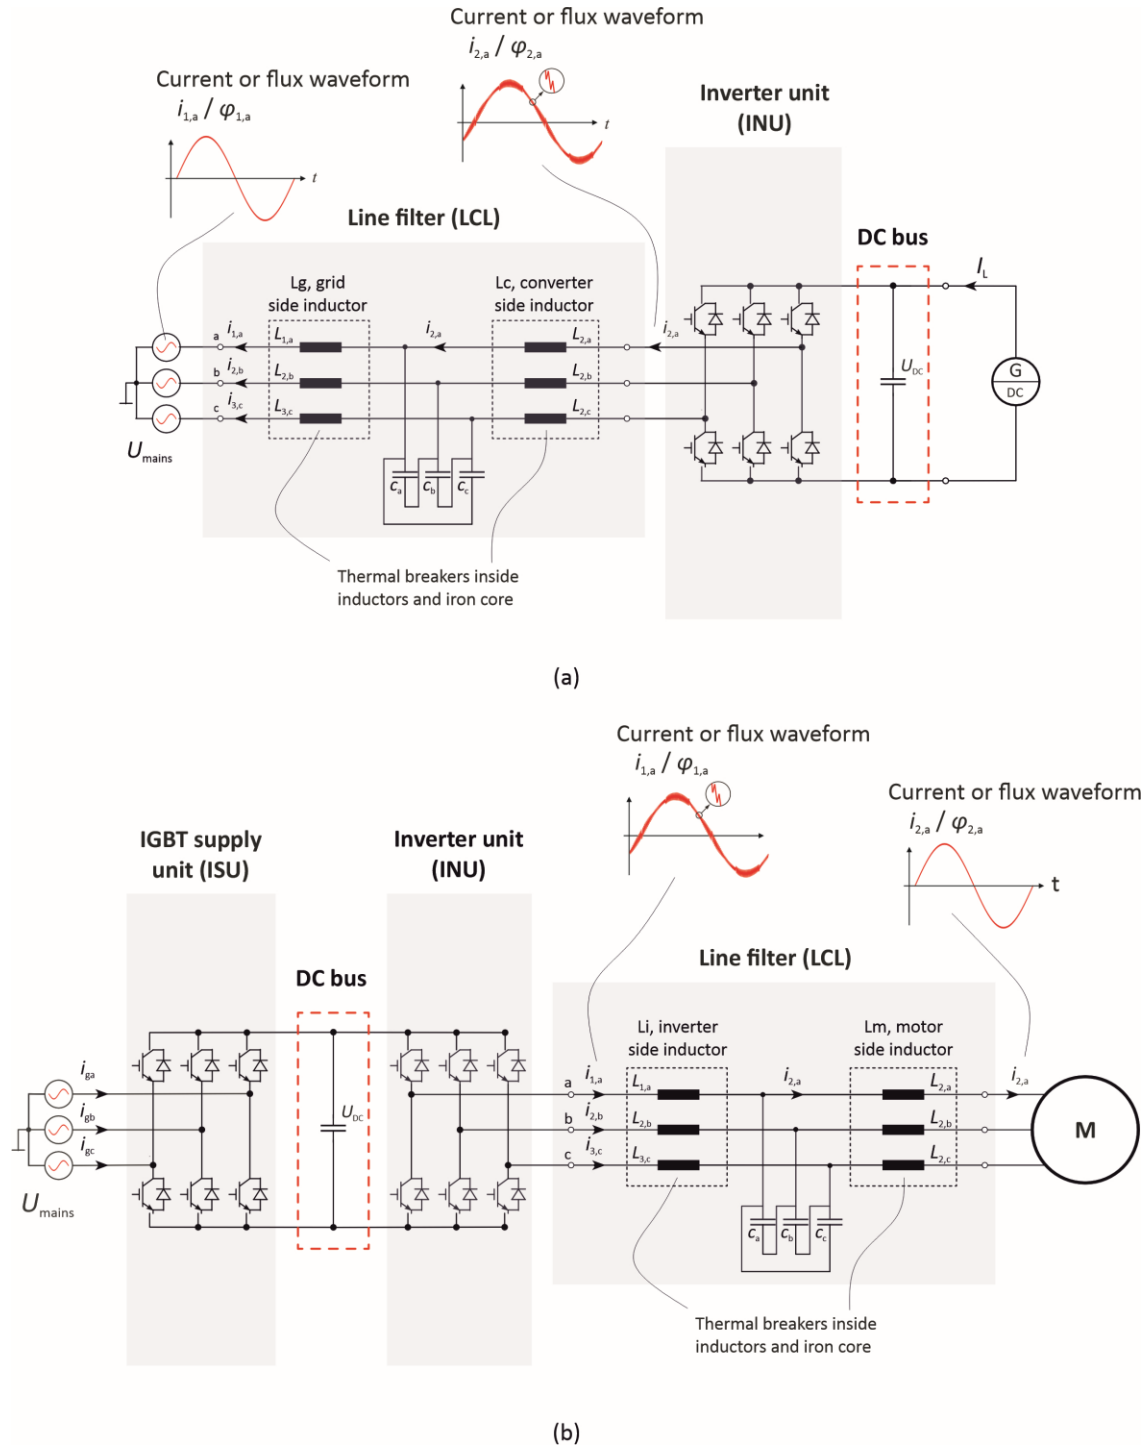 Current or flux waveform
i2,a / φ2,a
Current or flux waveform
i1,a / φ1,a
t
t
Inverter unit
(INU)
Line filter (LCL)
DC bus
Lg, grid
side inductor
Lc, converter
side inductor
IL
a i1,a L1,a i2,a L2,a i2,a
b i2,b L2,b L2,b
c i3,c L3,c L2,c
UDC
G
DC
Umains
Ca Cb Cc
Thermal breakers inside
inductors and iron core
(a)
Current or flux waveform
i1,a / φ1,a
Current or flux waveform
i2,a / φ2,a
t
IGBT supply
unit (ISU)
Inverter unit
(INU)
Line filter (LCL)
DC bus
Li, inverter
side inductor
Lm, motor
side inductor
iga
igb
igc
UDC
a i1,a L1,a i2,a L2,a i2,a
b i2,b L2,b L2,b
c i3,c L3,c L2,c
M
Umains
Ca Cb Cc
Thermal breakers inside
inductors and iron core
(b)